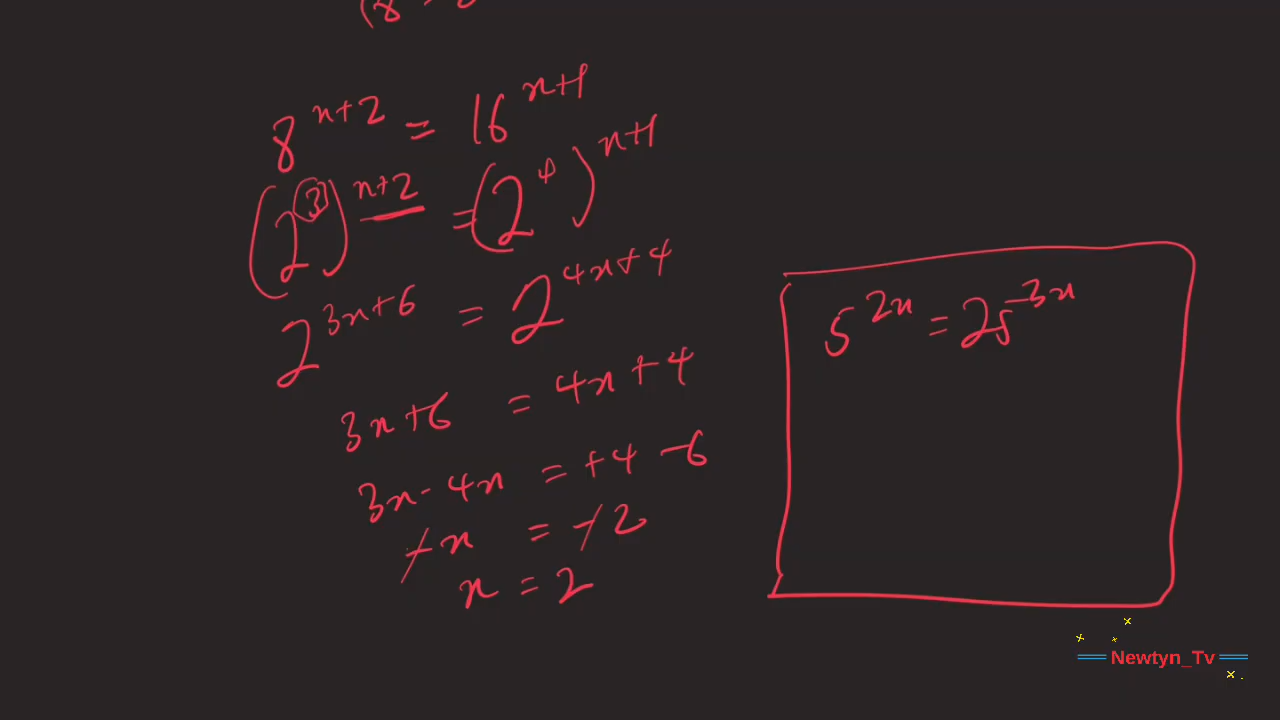 (8
8^{x+2} = 16^{x+1}
(2^3)^{x+2} = (2^4)^{x+1}
2^{3x+6} = 2^{4x+4}
3x+6 = 4x+4
3x-4x = +4-6
-x = -2
x = 2
5^{2x} = 25^{-3x}
Newtyn_Tv